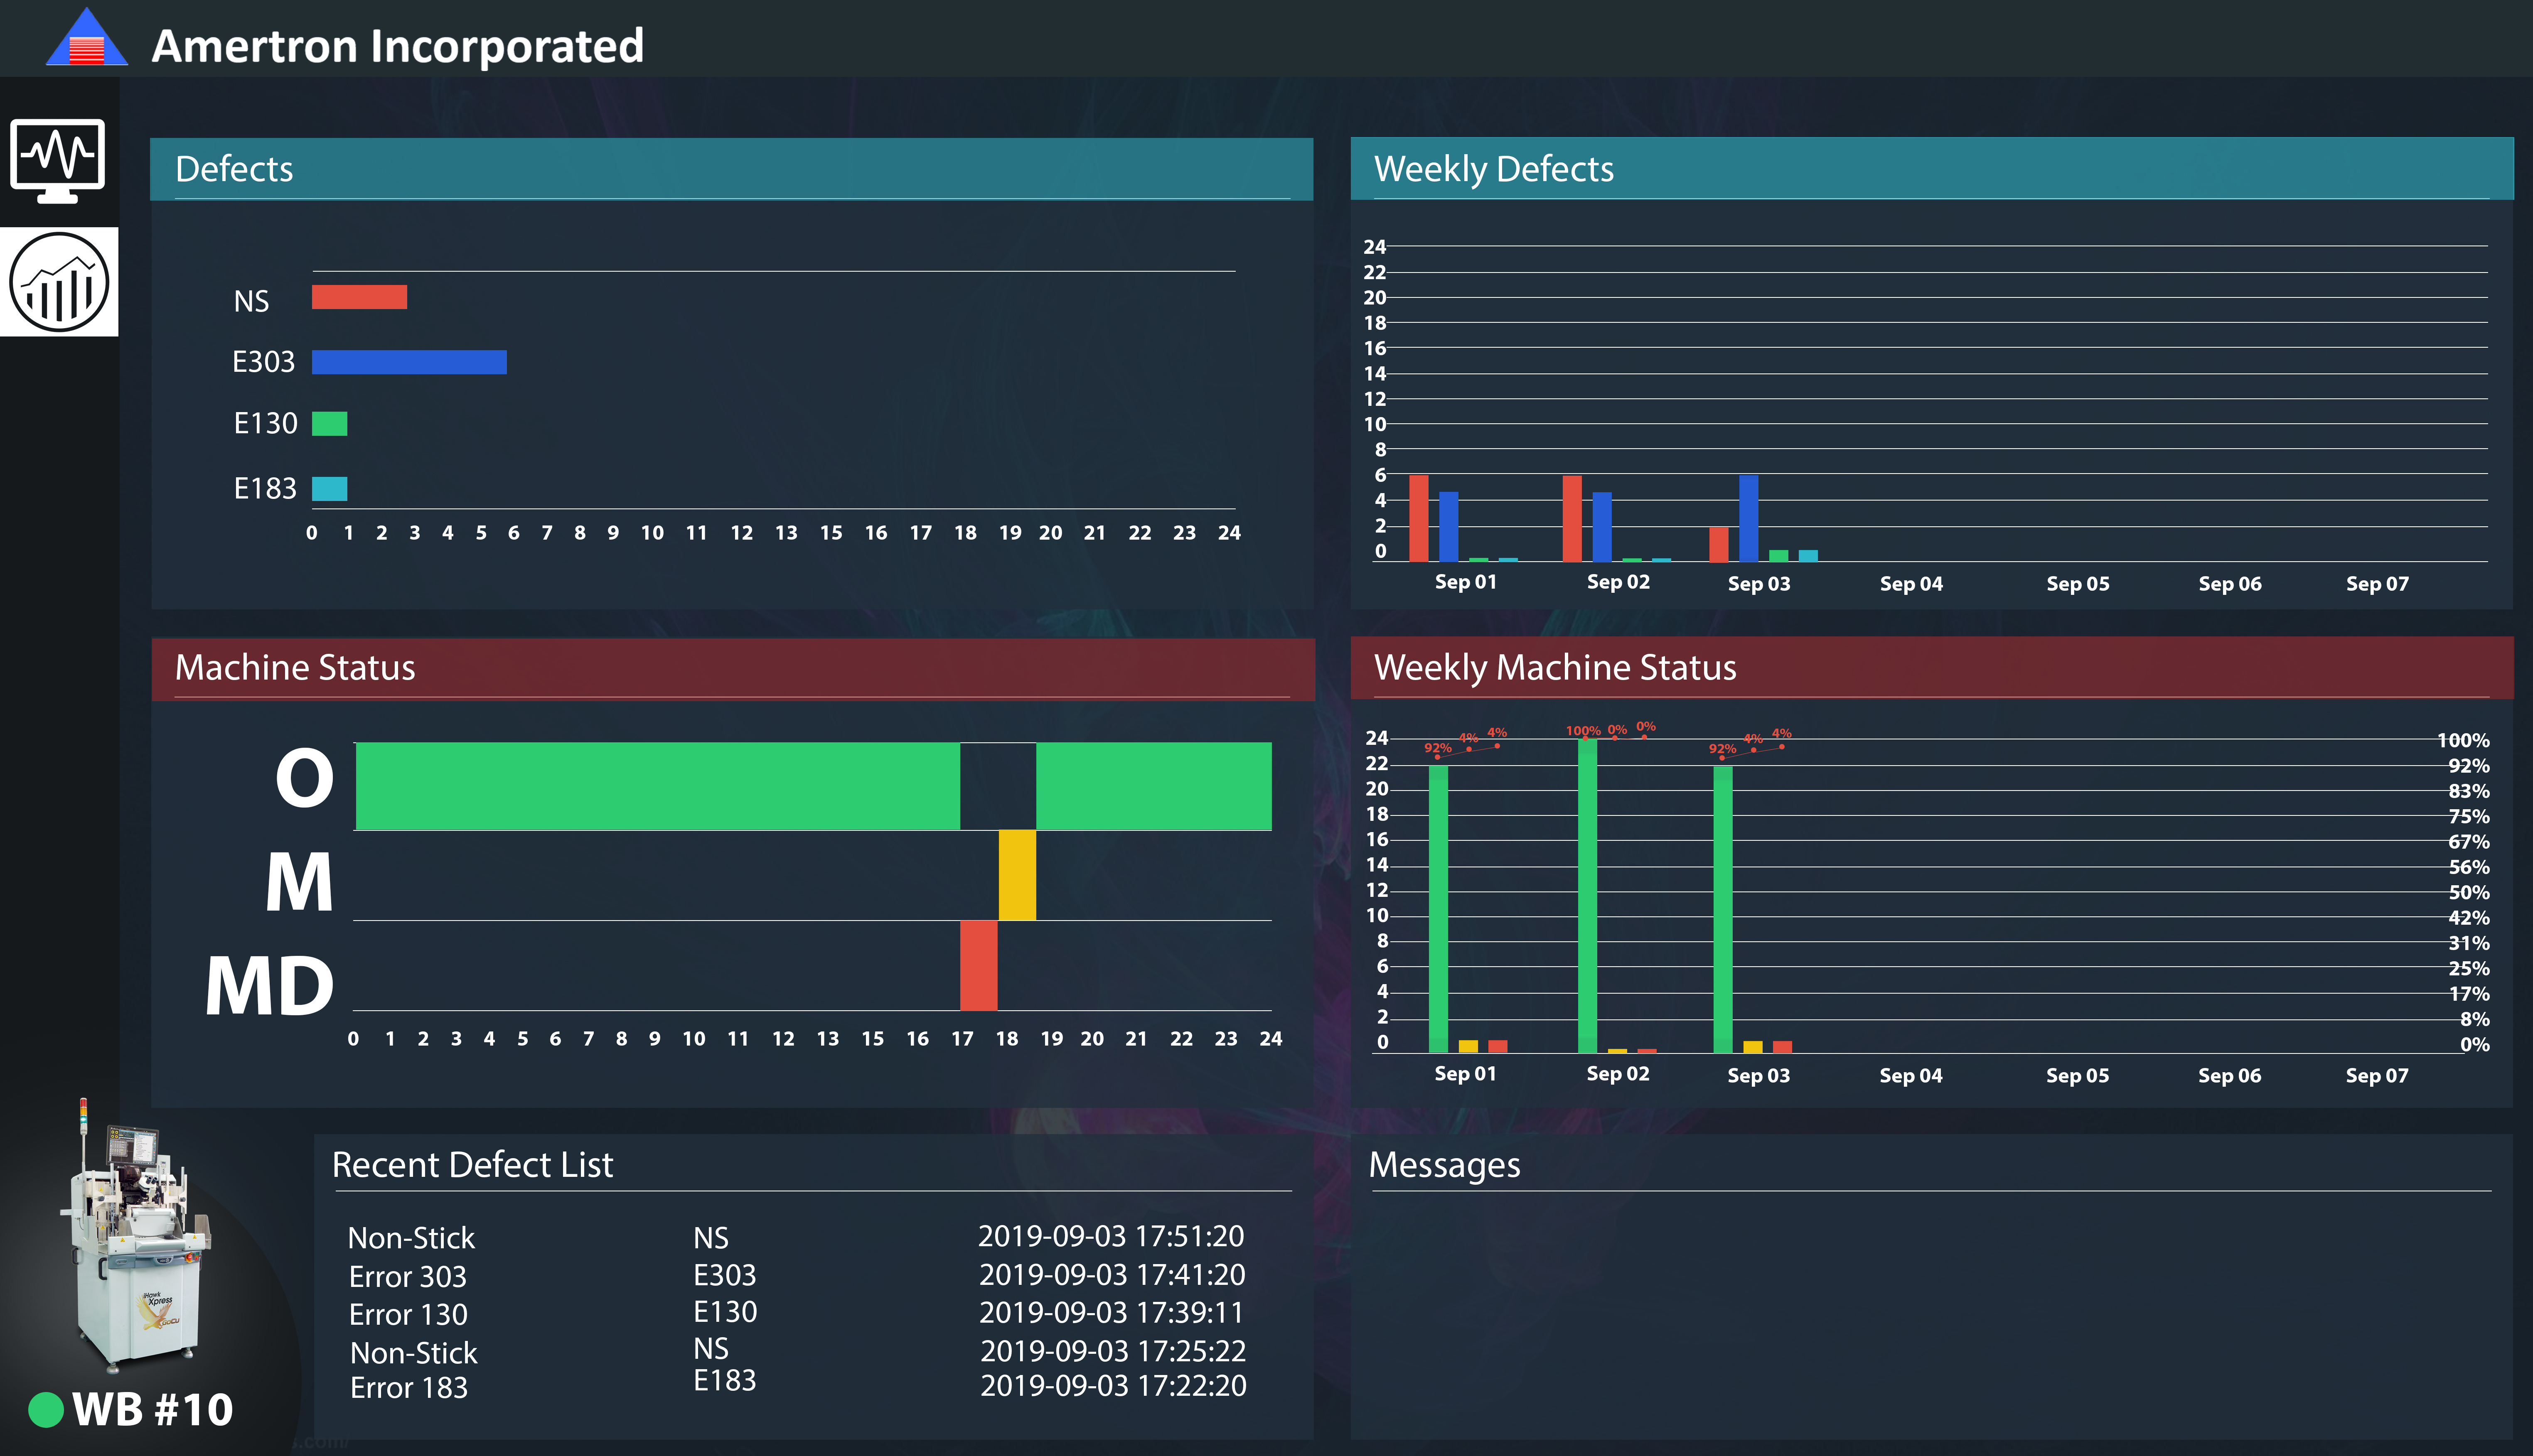 Amertron Incorporated
Defects
NS
E303
E130
E183
0 1 2 3 4 5 6 7 8 9 10 11 12 13 15 16 17 18 19 20 21 22 23 24
Weekly Defects
24
22
20
18
16
14
12
10
8
6
4
2
0
Sep 01 Sep 02 Sep 03 Sep 04 Sep 05 Sep 06 Sep 07
Machine Status
O
M
MD
0 1 2 3 4 5 6 7 8 9 10 11 12 13 15 16 17 18 19 20 21 22 23 24
Weekly Machine Status
92% 4% 4% 100% 0% 0% 92% 4% 4%
24 100%
22 92%
20 83%
18 75%
16 67%
14 56%
12 50%
10 42%
8 31%
6 25%
4 17%
2 8%
0 0%
Sep 01 Sep 02 Sep 03 Sep 04 Sep 05 Sep 06 Sep 07
iHawk
Xpress
WB #10
Recent Defect List
Non-Stick NS 2019-09-03 17:51:20
Error 303 E303 2019-09-03 17:41:20
Error 130 E130 2019-09-03 17:39:11
Non-Stick NS 2019-09-03 17:25:22
Error 183 E183 2019-09-03 17:22:20
Messages